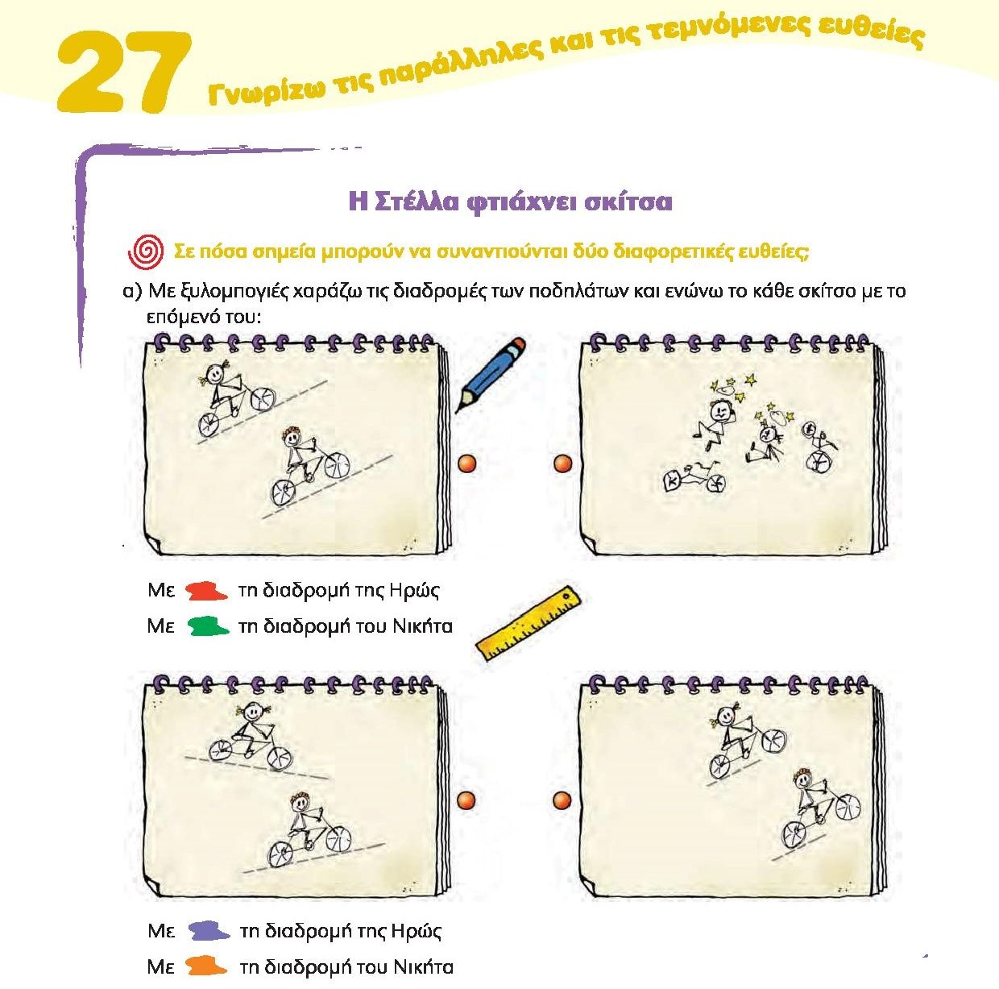 27
Γνωρίζω τις παράλληλες και τις τεμνόμενες ευθείες
Η Στέλλα φτιάχνει σκίτσα
Σε πόσα σημεία μπορούν να συναντιούνται δύο διαφορετικές ευθείες;
α) Με ξυλομπογιές χαράζω τις διαδρομές των ποδηλάτων και ενώνω το κάθε σκίτσο με το
επόμενό του:
Με τη διαδρομή της Ηρώς
Με τη διαδρομή του Νικήτα
Με τη διαδρομή της Ηρώς
Με τη διαδρομή του Νικήτα